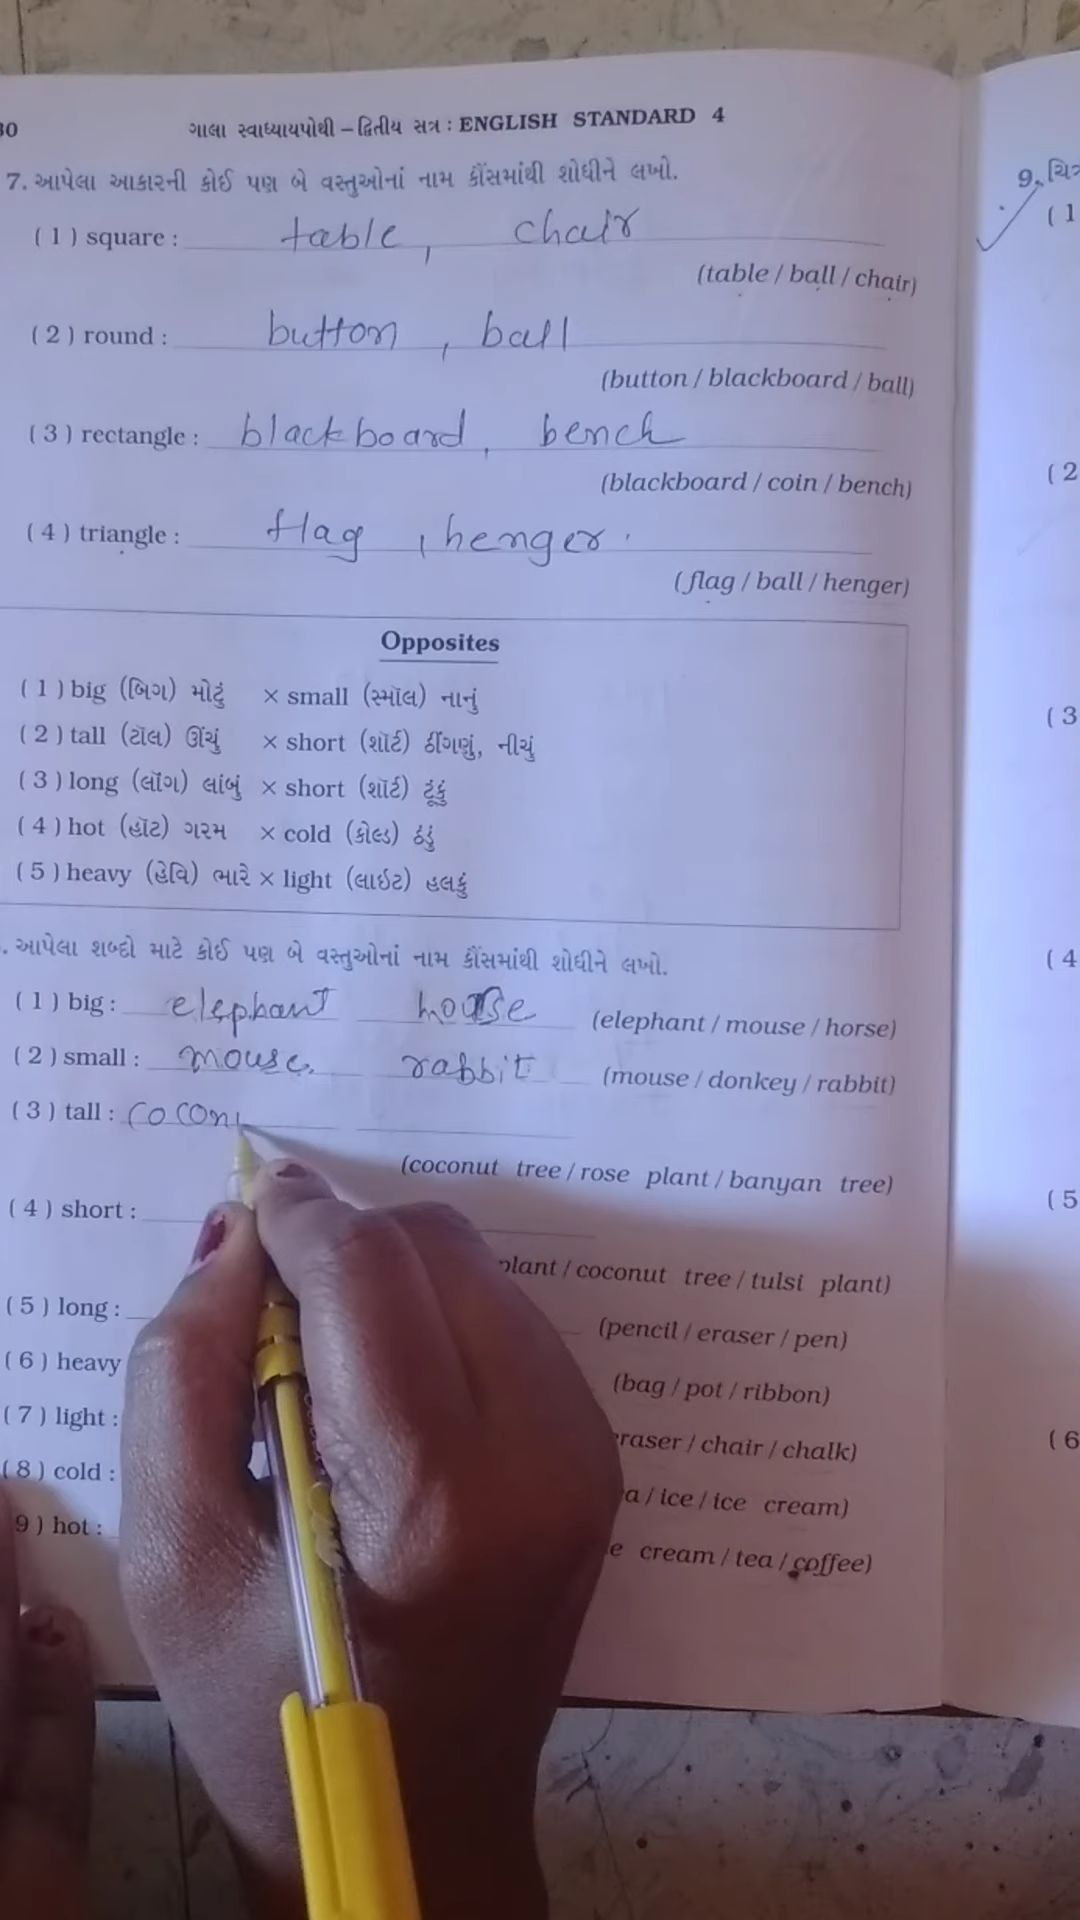 30 ગાલા સ્વાધ્યાયપોથી – દ્વિતીય સત્ર : ENGLISH STANDARD 4
7. આપેલા આકારની કોઈ પણ બે વસ્તુઓનાં નામ કૌંસમાંથી શોધીને લખો.
( 1 ) square : table, chair
(table / ball / chair)
( 2 ) round : button, ball
(button / blackboard / ball)
( 3 ) rectangle : blackboard, bench
(blackboard / coin / bench)
( 4 ) triangle : flag, henger.
( flag / ball / henger)
Opposites
( 1 ) big (બિગ) મોટું × small (સ્મૉલ) નાનું
( 2 ) tall (ટૉલ) ઊંચું × short (શૉર્ટ) ઠીંગણું, નીચું
( 3 ) long (લૉંગ) લાંબું × short (શૉર્ટ) ટૂંકું
( 4 ) hot (હૉટ) ગરમ × cold (કોલ્ડ) ઠંડું
( 5 ) heavy (હેવિ) ભારે × light (લાઇટ) હલકું
. આપેલા શબ્દો માટે કોઈ પણ બે વસ્તુઓનાં નામ કૌંસમાંથી શોધીને લખો.
( 1 ) big : elephant horse (elephant / mouse / horse)
( 2 ) small : mouse. rabbit (mouse / donkey / rabbit)
( 3 ) tall : cocon
(coconut tree / rose plant / banyan tree)
( 4 ) short :
plant / coconut tree / tulsi plant)
( 5 ) long : (pencil / eraser / pen)
( 6 ) heavy (bag / pot / ribbon)
( 7 ) light : eraser / chair / chalk)
( 8 ) cold : a / ice / ice cream)
9 ) hot : e cream / tea / coffee)
9. ચિત્ર
( 1
( 2
( 3
( 4
( 5
( 6